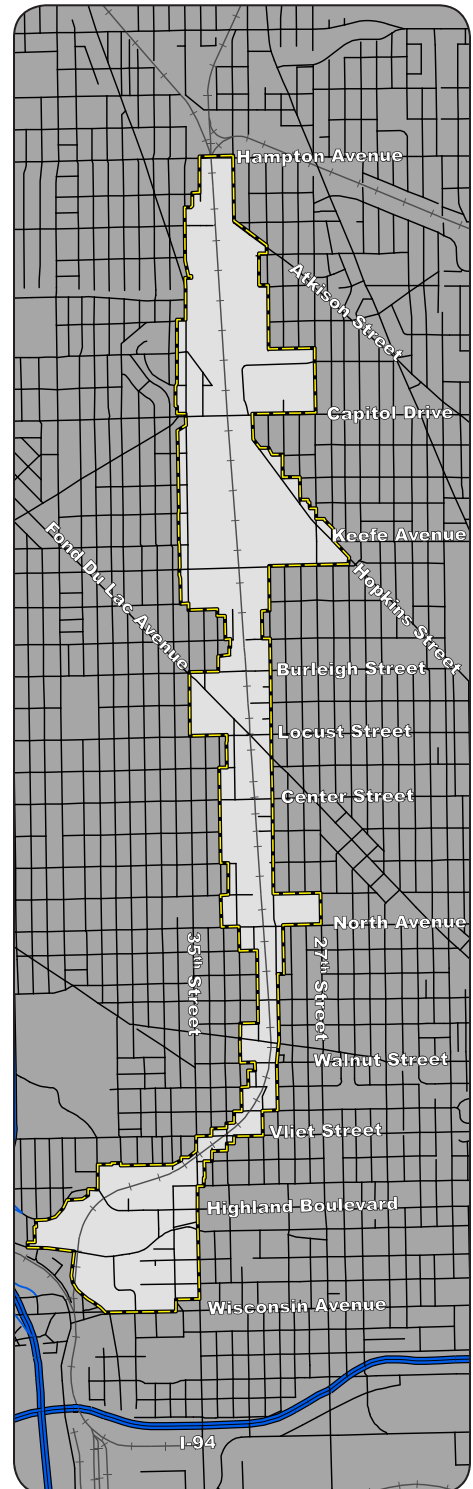 Hampton Avenue
Atkison Street
Capitol Drive
Keefe Avenue
Fond Du Lac Avenue
Hopkins Street
Burleigh Street
Locust Street
Center Street
North Avenue
35th Street
27th Street
Walnut Street
Vliet Street
Highland Boulevard
Wisconsin Avenue
I-94